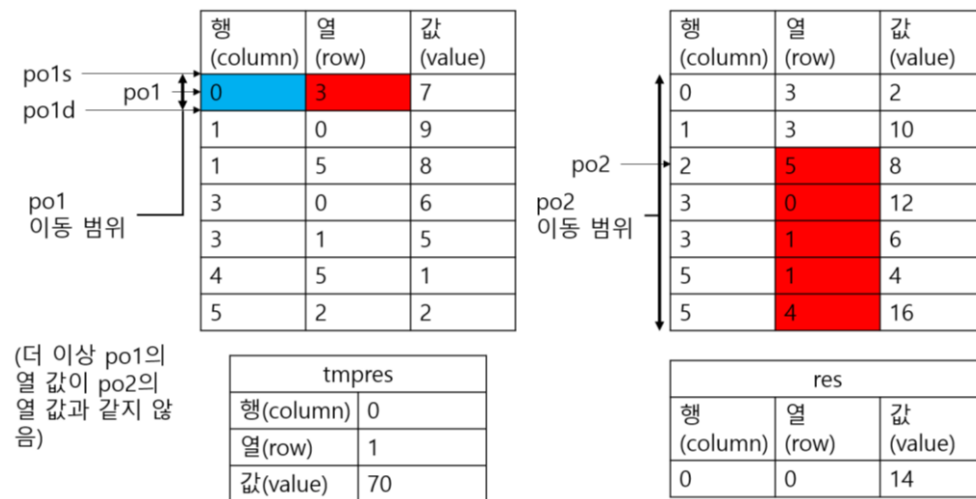 행 열 값
(column) (row) (value)
0 3 7
1 0 9
1 5 8
3 0 6
3 1 5
4 5 1
5 2 2
po1s
po1
po1d
po1
이동 범위
행 열 값
(column) (row) (value)
0 3 2
1 3 10
2 5 8
3 0 12
3 1 6
5 1 4
5 4 16
po2
po2
이동 범위
(더 이상 po1의
열 값이 po2의
열 값과 같지 않
음)
tmpres
행(column) 0
열(row) 1
값(value) 70
res
행 열 값
(column) (row) (value)
0 0 14